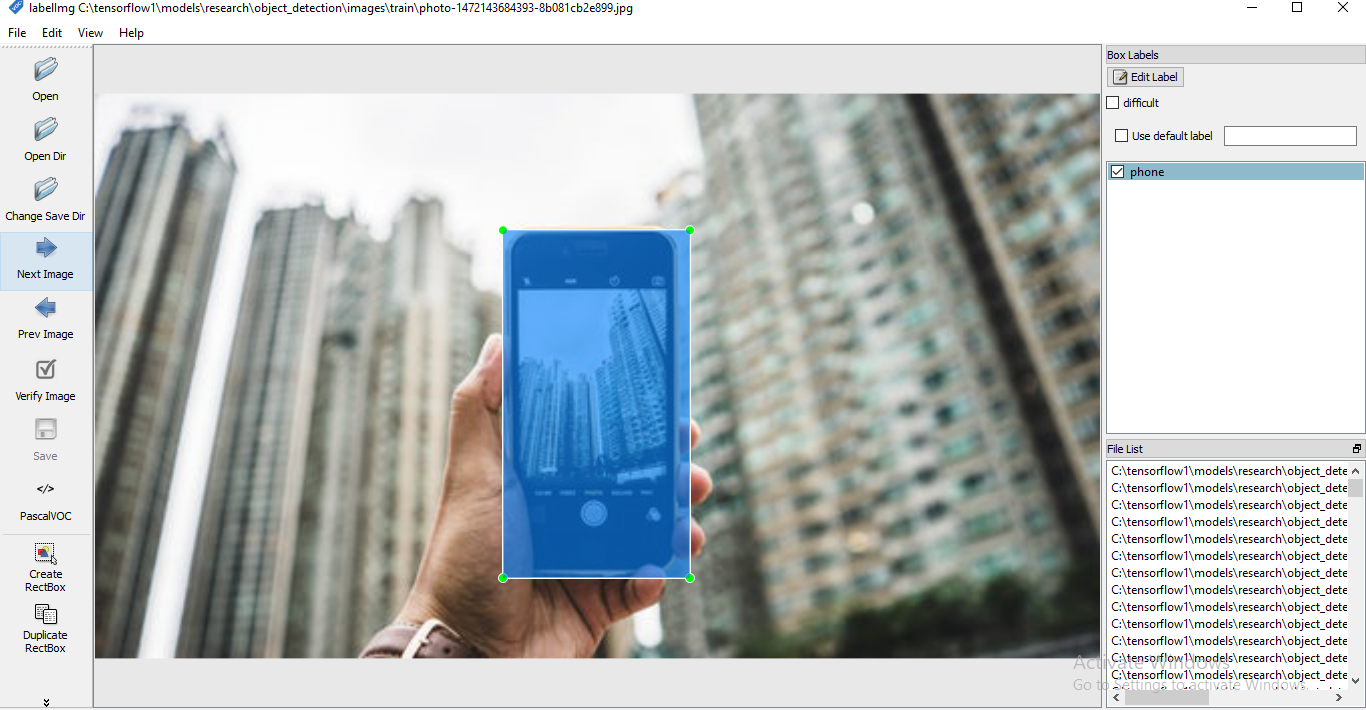 labelImg C:\tensorflow1\models\research\object_detection\images\train\photo-1472143684393-8b081cb2e899.jpg
File Edit View Help
Open
Open Dir
Change Save Dir
Next Image
Prev Image
Verify Image
Save
</>
PascalVOC
Create
RectBox
Duplicate
RectBox
Box Labels
Edit Label
difficult
Use default label
phone
File List
C:\tensorflow1\models\research\object_dete
C:\tensorflow1\models\research\object_dete
C:\tensorflow1\models\research\object_dete
C:\tensorflow1\models\research\object_dete
C:\tensorflow1\models\research\object_dete
C:\tensorflow1\models\research\object_dete
C:\tensorflow1\models\research\object_dete
C:\tensorflow1\models\research\object_dete
C:\tensorflow1\models\research\object_dete
C:\tensorflow1\models\research\object_dete
C:\tensorflow1\models\research\object_dete
C:\tensorflow1\models\research\object_dete
C:\tensorflow1\models\research\object_dete
Activate Windows
Go to Settings to activate Windows.